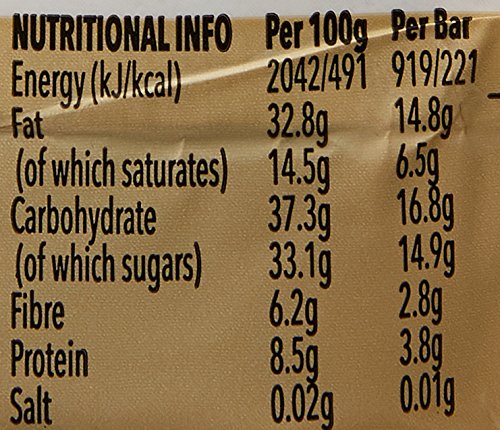 NUTRITIONAL INFO Per 100g Per Bar
Energy (kJ/kcal) 2042/491 919/221
Fat 32.8g 14.8g
(of which saturates) 14.5g 6.5g
Carbohydrate 37.3g 16.8g
(of which sugars) 33.1g 14.9g
Fibre 6.2g 2.8g
Protein 8.5g 3.8g
Salt 0.02g 0.01g